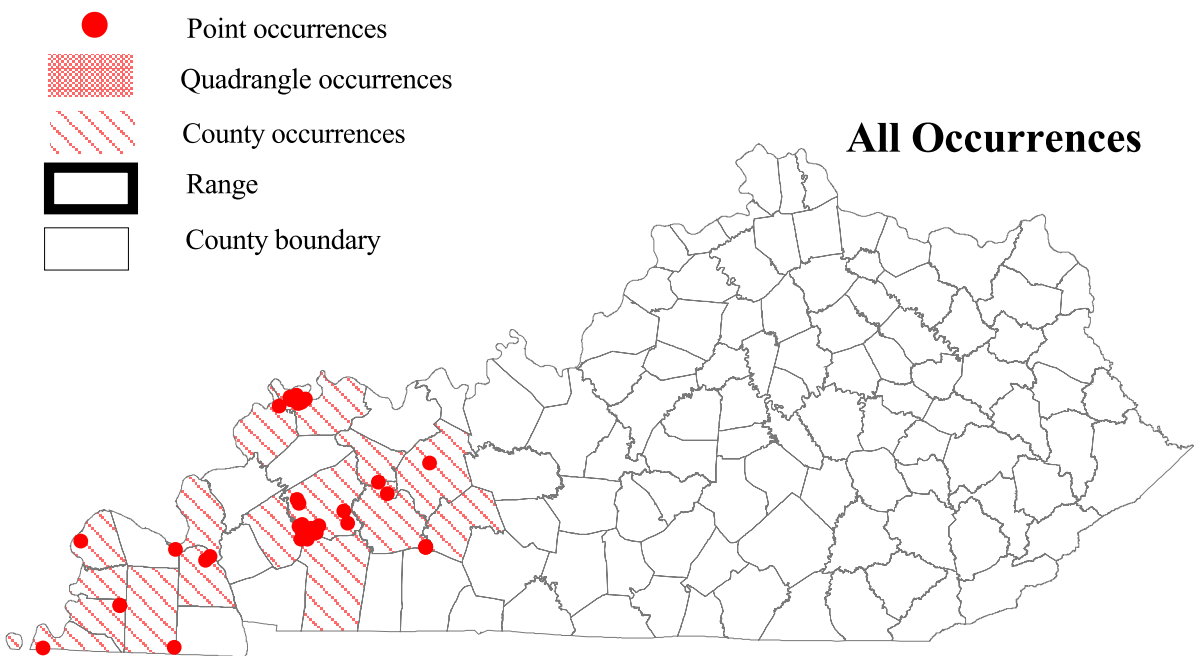 Point occurrences
Quadrangle occurrences
County occurrences
Range
County boundary
All Occurrences